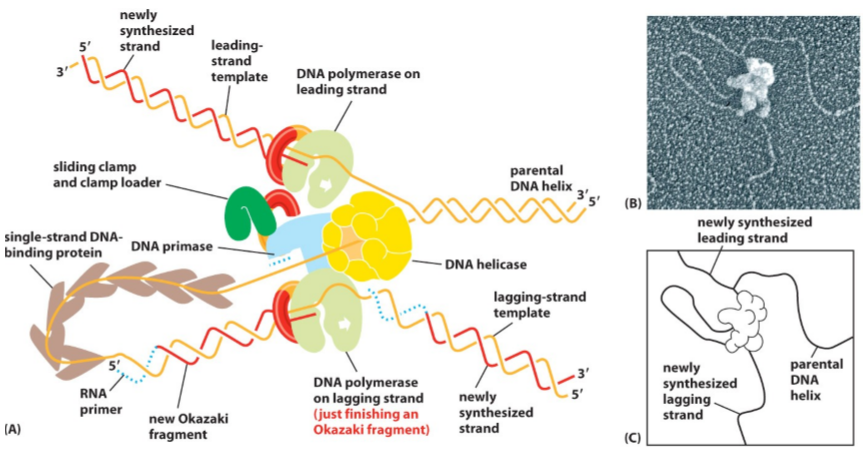 newly
synthesized
strand
5′
3′
leading-
strand
template
DNA polymerase on
leading strand
sliding clamp
and clamp loader
parental
DNA helix
3′
5′
single-strand DNA-
binding protein
DNA primase
DNA helicase
lagging-strand
template
5′
RNA
primer
new Okazaki
fragment
DNA polymerase
on lagging strand
(just finishing an
Okazaki fragment)
newly
synthesized
strand
3′
5′
(A)
(B)
newly synthesized
leading strand
newly
synthesized
lagging
strand
parental
DNA
helix
(C)